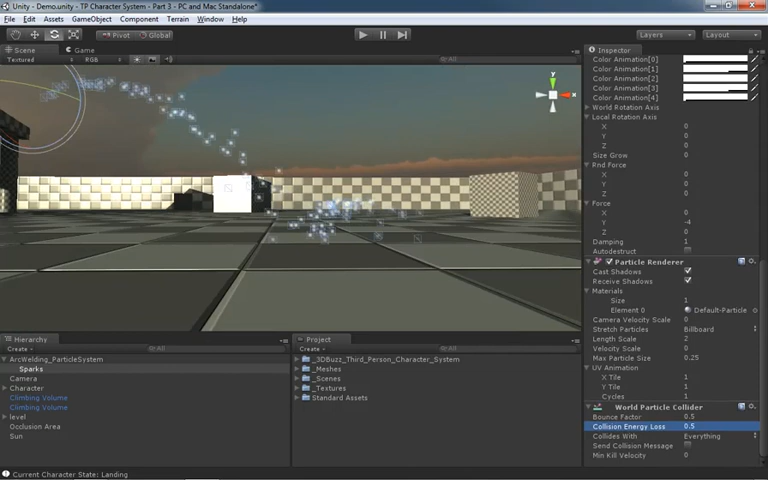 Unity - Demo.unity - TP Character System - Part 3 - PC and Mac Standalone*
File Edit Assets GameObject Component Terrain Window Help
Pivot Global Layers Layout
Scene Game
Textured RGB All
y
x
Inspector
Color Animation[0]
Color Animation[1]
Color Animation[2]
Color Animation[3]
Color Animation[4]
World Rotation Axis
Local Rotation Axis
X 0
Y 0
Z 0
Size Grow 0
Rnd Force
X 0
Y 0
Z 0
Force
X 0
Y -4
Z 0
Damping 1
Autodestruct
Particle Renderer
Cast Shadows
Receive Shadows
Materials
Size 1
Element 0 Default-Particle
Camera Velocity Scale 0
Stretch Particles Billboard
Length Scale 2
Velocity Scale 0
Max Particle Size 0.25
UV Animation
X Tile 1
Y Tile 1
Cycles 1
World Particle Collider
Bounce Factor 0.5
Collision Energy Loss 0.5
Collides With Everything
Send Collision Message
Min Kill Velocity 0
Hierarchy
Create All
ArcWelding_ParticleSystem
Sparks
Camera
Character
Climbing Volume
Climbing Volume
level
Occlusion Area
Sun
Project
Create All
_3DBuzz_Third_Person_Character_System
_Meshes
_Scenes
_Textures
Standard Assets
Current Character State: Landing